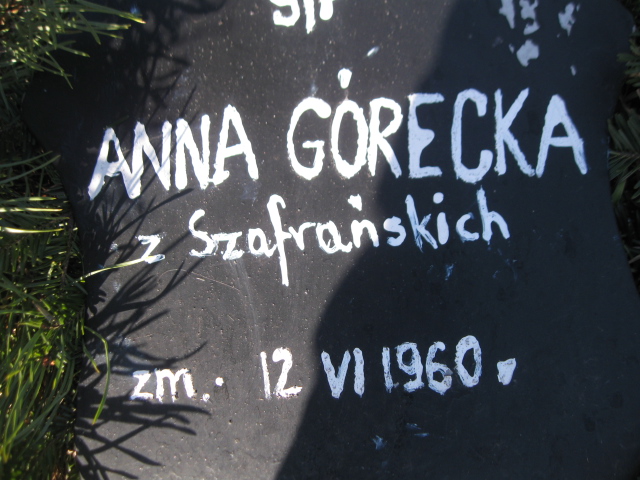 ANNA GÓRECKA
z Szafrańskich
zm. 12 VI 1960.